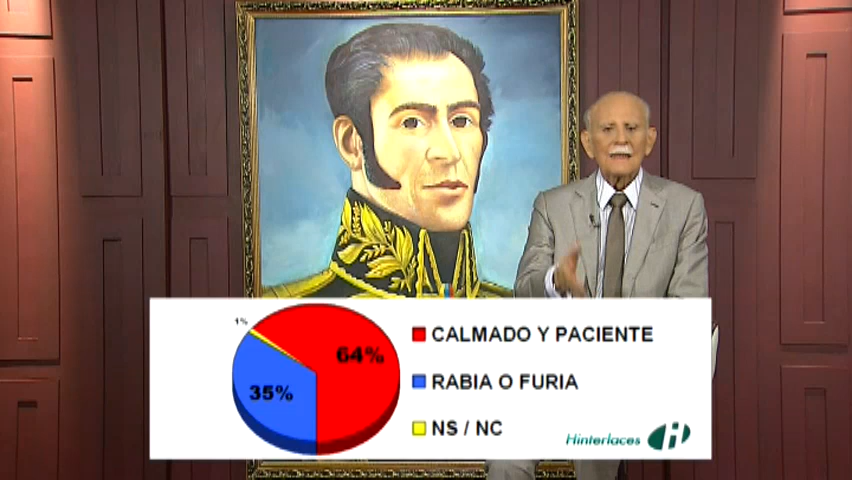 1%
64%
35%
CALMADO Y PACIENTE
RABIA O FURIA
NS / NC
Hinterlaces